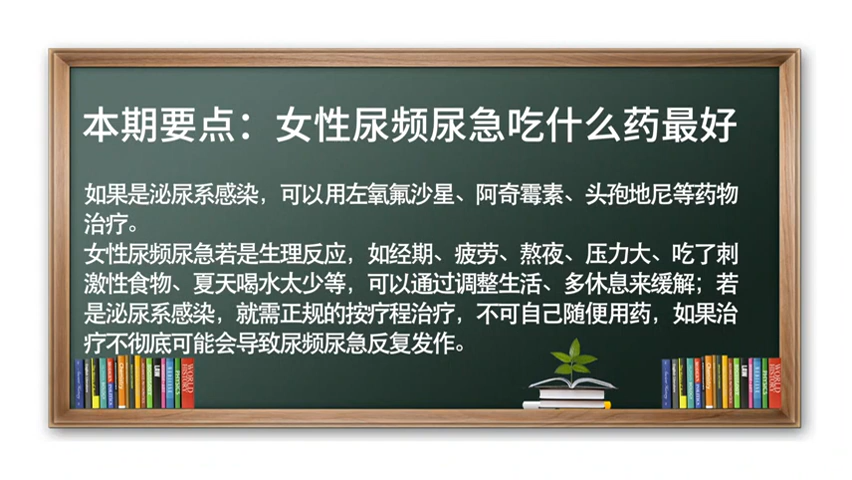 本期要点：女性尿频尿急吃什么药最好
如果是泌尿系感染，可以用左氧氟沙星、阿奇霉素、头孢地尼等药物
治疗。
女性尿频尿急若是生理反应，如经期、疲劳、熬夜、压力大、吃了刺
激性食物、夏天喝水太少等，可以通过调整生活、多休息来缓解；若
是泌尿系感染，就需正规的按疗程治疗，不可自己随便用药，如果治
疗不彻底可能会导致尿频尿急反复发作。
WORLD HISTORY
PHYSICS
WORLD HISTORY
PHYSICS